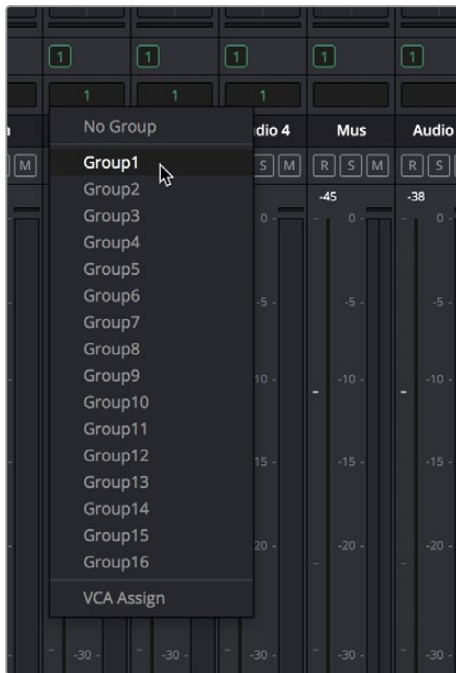 1 1 1 1 1
1 1 1
No Group
Group1
Group2
Group3
Group4
Group5
Group6
Group7
Group8
Group9
Group10
Group11
Group12
Group13
Group14
Group15
Group16
VCA Assign
a dio 4 Mus Audio
M S M R S M R S
-45 -38
0 - 0 - 0 -
-5 - -5 - -5 -
10 - -10 - -10 -
-15 - -15 - -15 -
20 - -20 - -20 -
-30 - -30 - -30 - -30 - -30 -